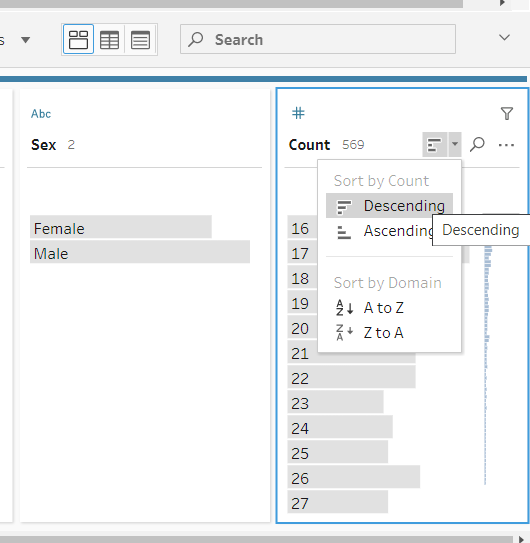 s
Search
Abc
Sex 2
Count 569
Sort by Count
Descending
Ascending
Descending
Sort by Domain
A to Z
Z to A
Female
Male
16
17
18
19
20
21
22
23
24
25
26
27